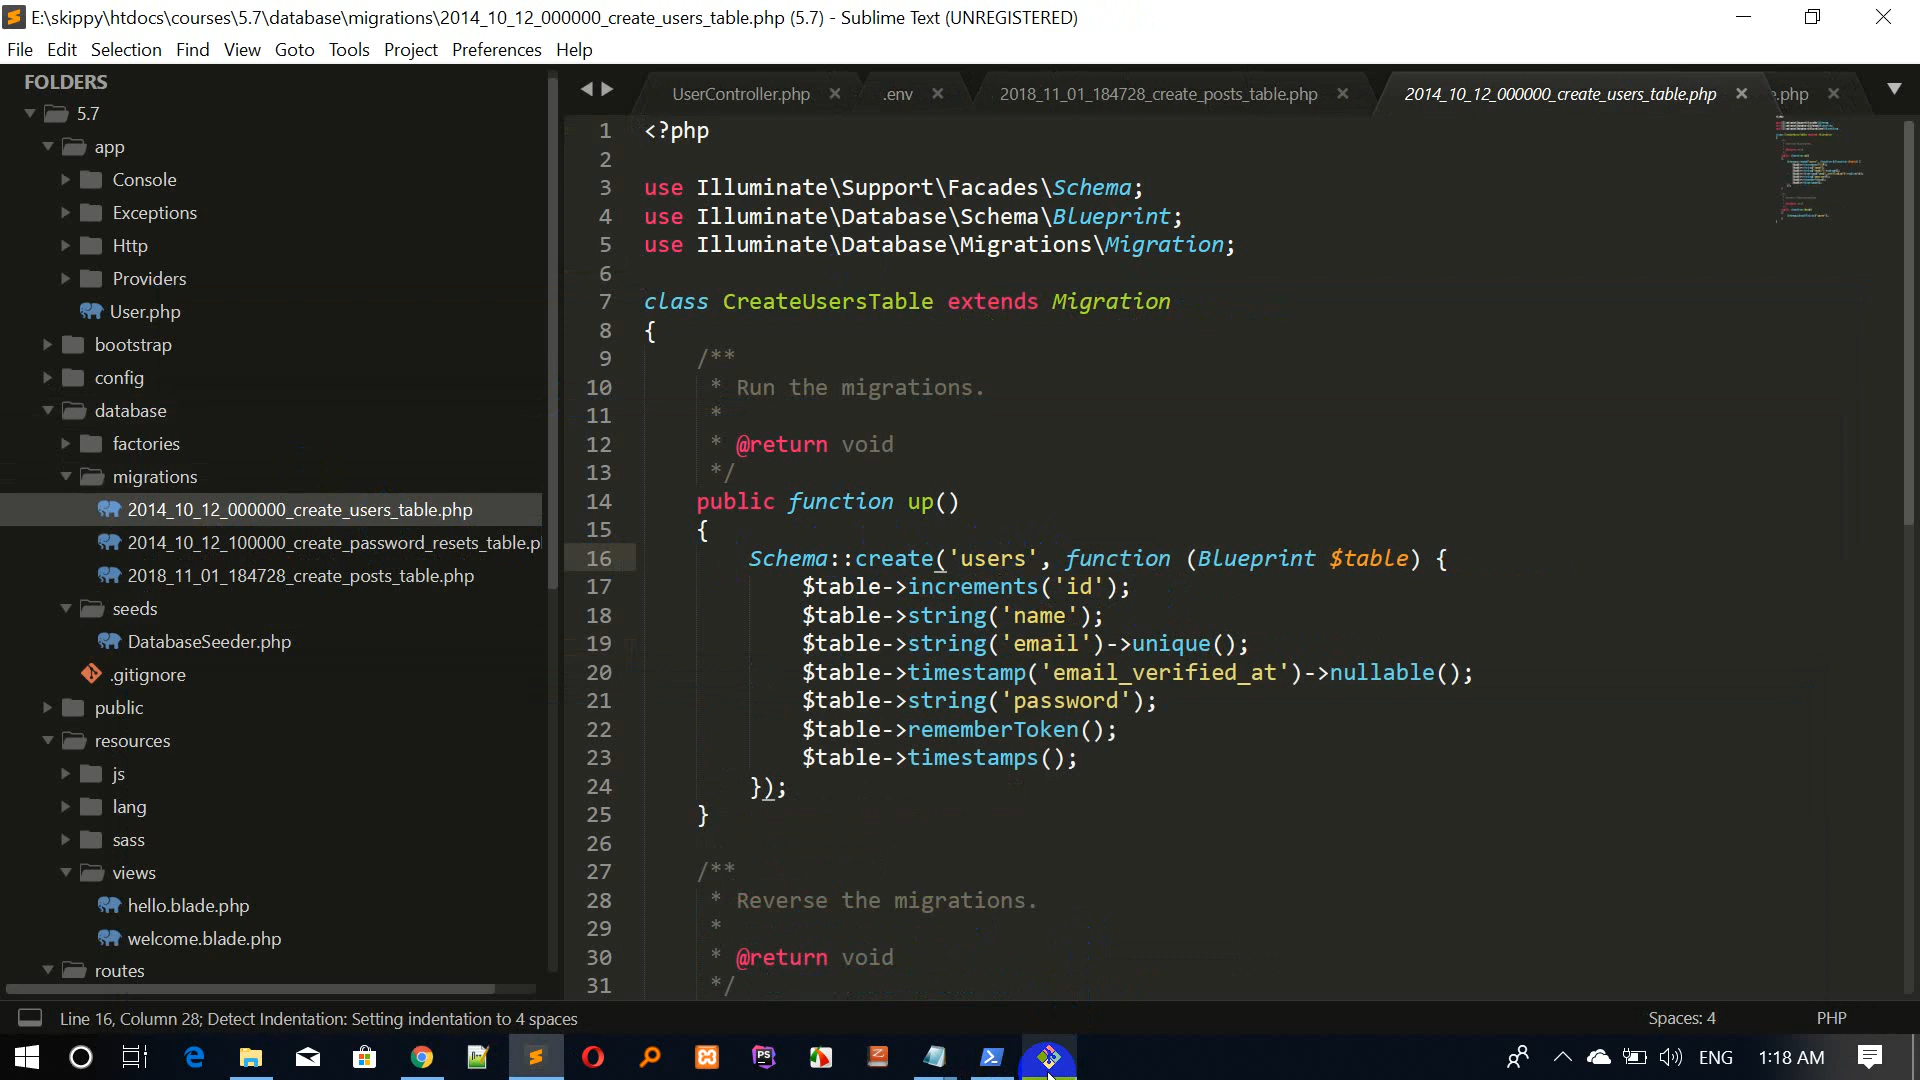 E:\skippy\htdocs\courses\5.7\database\migrations\2014_10_12_000000_create_users_table.php (5.7) - Sublime Text (UNREGISTERED)
File Edit Selection Find View Goto Tools Project Preferences Help
FOLDERS
5.7
app
Console
Exceptions
Http
Providers
User.php
bootstrap
config
database
factories
migrations
2014_10_12_000000_create_users_table.php
2014_10_12_100000_create_password_resets_table.p
2018_11_01_184728_create_posts_table.php
seeds
DatabaseSeeder.php
.gitignore
public
resources
js
lang
sass
views
hello.blade.php
welcome.blade.php
routes
UserController.php .env 2018_11_01_184728_create_posts_table.php 2014_10_12_000000_create_users_table.php .php
1 <?php
2
3 use Illuminate\Support\Facades\Schema;
4 use Illuminate\Database\Schema\Blueprint;
5 use Illuminate\Database\Migrations\Migration;
6
7 class CreateUsersTable extends Migration
8 {
9 /**
10 * Run the migrations.
11 *
12 * @return void
13 */
14 public function up()
15 {
16 Schema::create('users', function (Blueprint $table) {
17 $table->increments('id');
18 $table->string('name');
19 $table->string('email')->unique();
20 $table->timestamp('email_verified_at')->nullable();
21 $table->string('password');
22 $table->rememberToken();
23 $table->timestamps();
24 });
25 }
26
27 /**
28 * Reverse the migrations.
29 *
30 * @return void
31 */
Line 16, Column 28; Detect Indentation: Setting indentation to 4 spaces Spaces: 4 PHP
ENG 1:18 AM